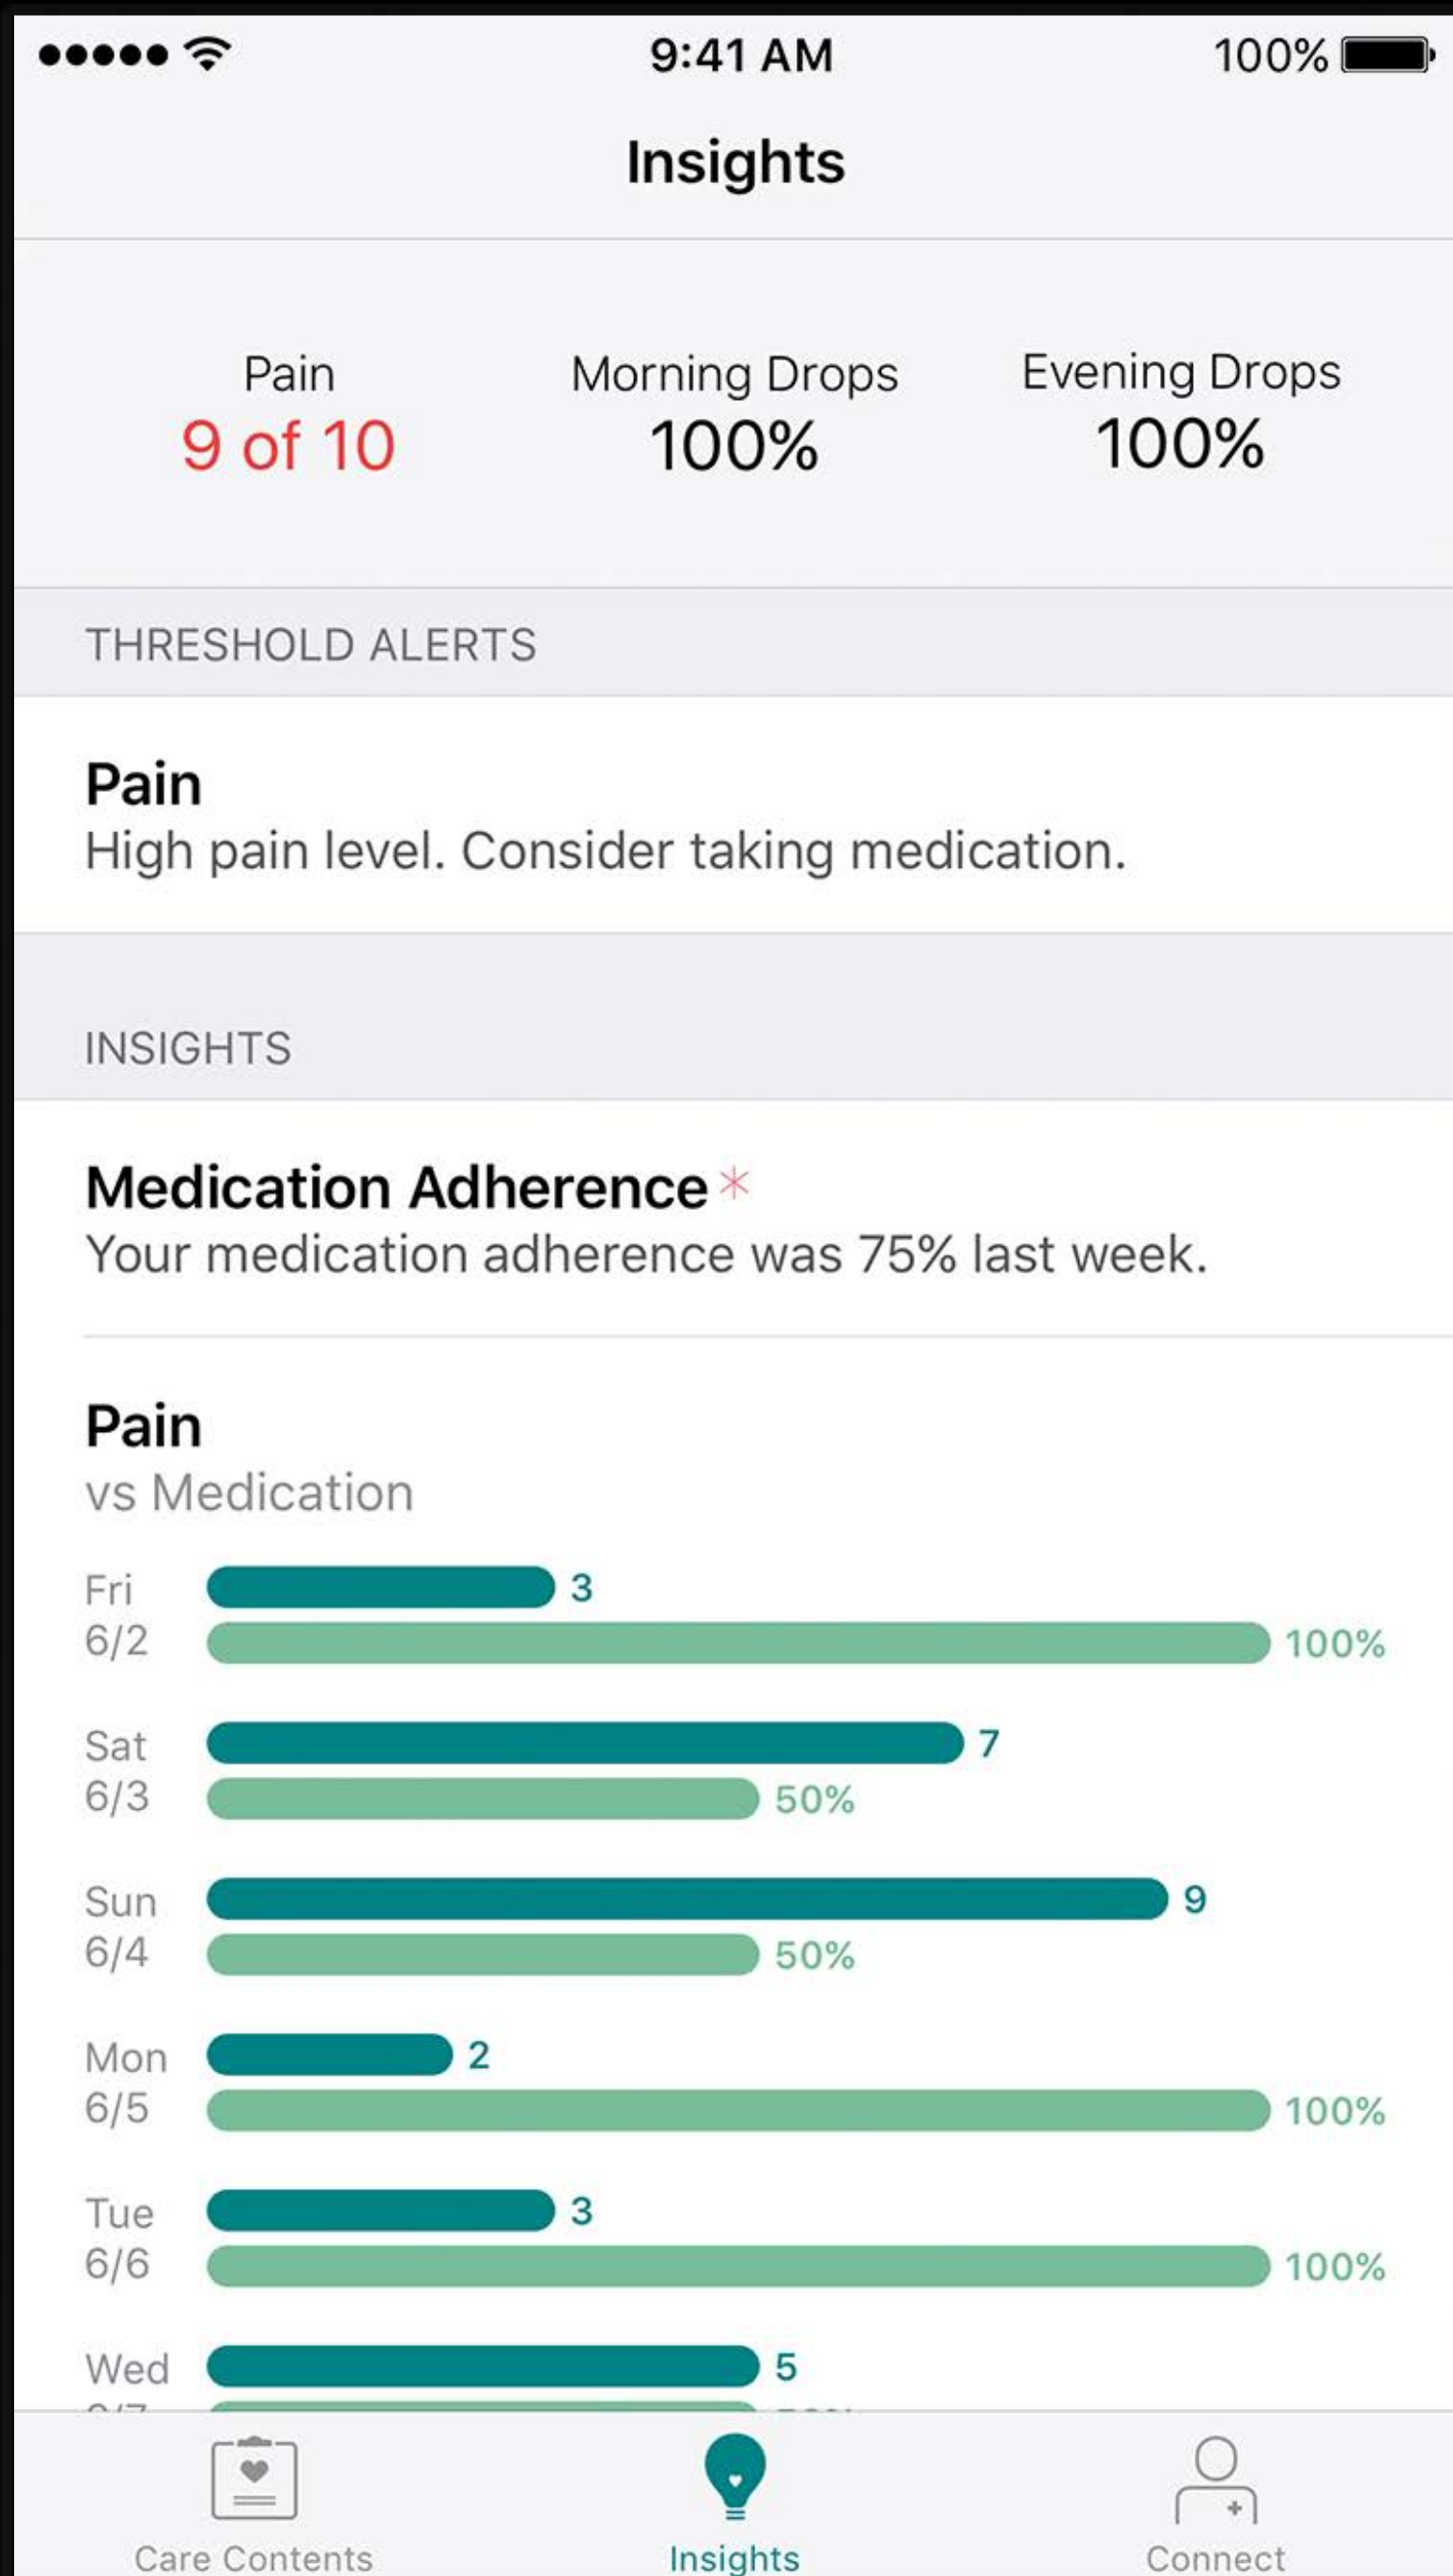 9:41 AM 100%
Insights
Pain Morning Drops Evening Drops
9 of 10 100% 100%
THRESHOLD ALERTS
Pain
High pain level. Consider taking medication.
INSIGHTS
Medication Adherence*
Your medication adherence was 75% last week.
Pain
vs Medication
Fri 3
6/2 100%
Sat 7
6/3 50%
Sun 9
6/4 50%
Mon 2
6/5 100%
Tue 3
6/6 100%
Wed 5
Care Contents Insights Connect